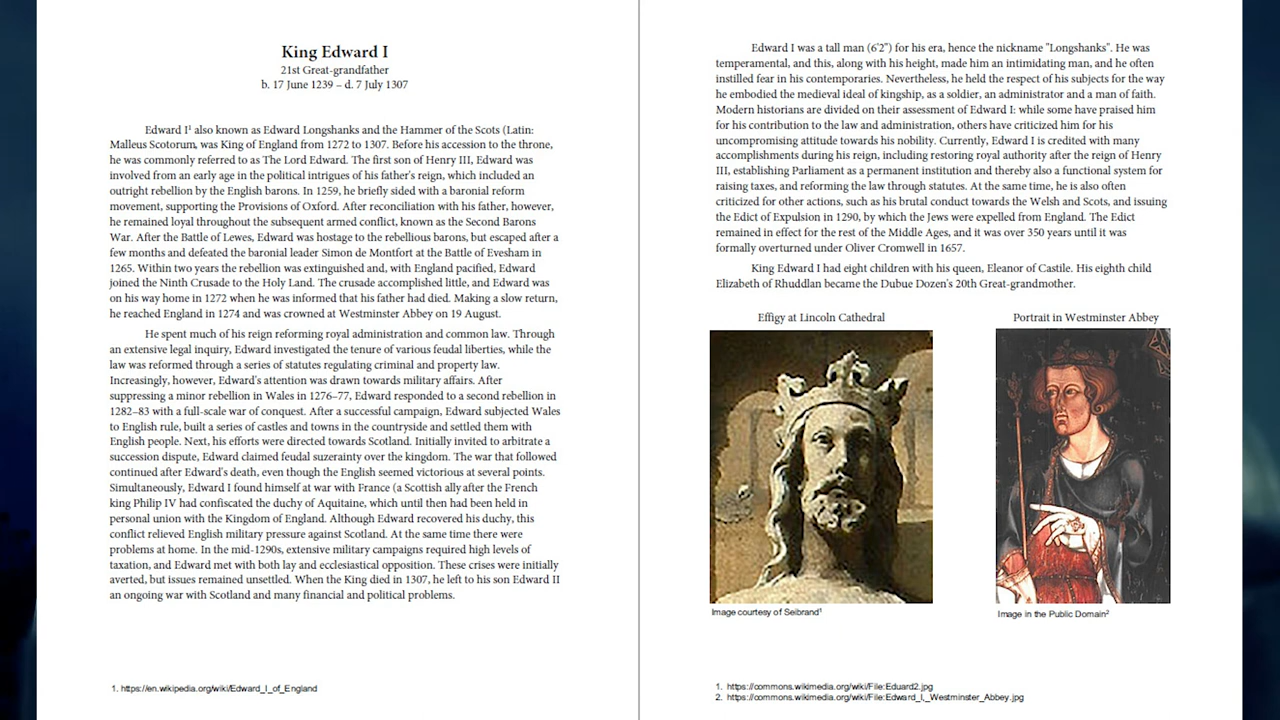 King Edward I
21st Great-grandfather
b. 17 June 1239 – d. 7 July 1307
Edward I¹ also known as Edward Longshanks and the Hammer of the Scots (Latin:
Malleus Scotorum, was King of England from 1272 to 1307. Before his accession to the throne,
he was commonly referred to as The Lord Edward. The first son of Henry III, Edward was
involved from an early age in the political intrigues of his father's reign, which included an
outright rebellion by the English barons. In 1259, he briefly sided with a baronial reform
movement, supporting the Provisions of Oxford. After reconciliation with his father, however,
he remained loyal throughout the subsequent armed conflict, known as the Second Barons
War. After the Battle of Lewes, Edward was hostage to the rebellious barons, but escaped after a
few months and defeated the baronial leader Simon de Montfort at the Battle of Evesham in
1265. Within two years the rebellion was extinguished and, with England pacified, Edward
joined the Ninth Crusade to the Holy Land. The crusade accomplished little, and Edward was
on his way home in 1272 when he was informed that his father had died. Making a slow return,
he reached England in 1274 and was crowned at Westminster Abbey on 19 August.
He spent much of his reign reforming royal administration and common law. Through
an extensive legal inquiry, Edward investigated the tenure of various feudal liberties, while the
law was reformed through a series of statutes regulating criminal and property law.
Increasingly, however, Edward's attention was drawn towards military affairs. After
suppressing a minor rebellion in Wales in 1276–77, Edward responded to a second rebellion in
1282–83 with a full-scale war of conquest. After a successful campaign, Edward subjected Wales
to English rule, built a series of castles and towns in the countryside and settled them with
English people. Next, his efforts were directed towards Scotland. Initially invited to arbitrate a
succession dispute, Edward claimed feudal suzerainty over the kingdom. The war that followed
continued after Edward's death, even though the English seemed victorious at several points.
Simultaneously, Edward I found himself at war with France (a Scottish ally after the French
king Philip IV had confiscated the duchy of Aquitaine, which until then had been held in
personal union with the Kingdom of England. Although Edward recovered his duchy, this
conflict relieved English military pressure against Scotland. At the same time there were
problems at home. In the mid-1290s, extensive military campaigns required high levels of
taxation, and Edward met with both lay and ecclesiastical opposition. These crises were initially
averted, but issues remained unsettled. When the King died in 1307, he left to his son Edward II
an ongoing war with Scotland and many financial and political problems.
1. https://en.wikipedia.org/wiki/Edward_I_of_England
Edward I was a tall man (6'2") for his era, hence the nickname "Longshanks". He was
temperamental, and this, along with his height, made him an intimidating man, and he often
instilled fear in his contemporaries. Nevertheless, he held the respect of his subjects for the way
he embodied the medieval ideal of kingship, as a soldier, an administrator and a man of faith.
Modern historians are divided on their assessment of Edward I: while some have praised him
for his contribution to the law and administration, others have criticized him for his
uncompromising attitude towards his nobility. Currently, Edward I is credited with many
accomplishments during his reign, including restoring royal authority after the reign of Henry
III, establishing Parliament as a permanent institution and thereby also a functional system for
raising taxes, and reforming the law through statutes. At the same time, he is also often
criticized for other actions, such as his brutal conduct towards the Welsh and Scots, and issuing
the Edict of Expulsion in 1290, by which the Jews were expelled from England. The Edict
remained in effect for the rest of the Middle Ages, and it was over 350 years until it was
formally overturned under Oliver Cromwell in 1657.
King Edward I had eight children with his queen, Eleanor of Castile. His eighth child
Elizabeth of Rhuddlan became the Dubue Dozen's 20th Great-grandmother.
Effigy at Lincoln Cathedral
Portrait in Westminster Abbey
Image courtesy of Seibrand¹
Image in the Public Domain²
1. https://commons.wikimedia.org/wiki/File:Eduard2.jpg
2. https://commons.wikimedia.org/wiki/File:Edward_I,_Westminster_Abbey.jpg